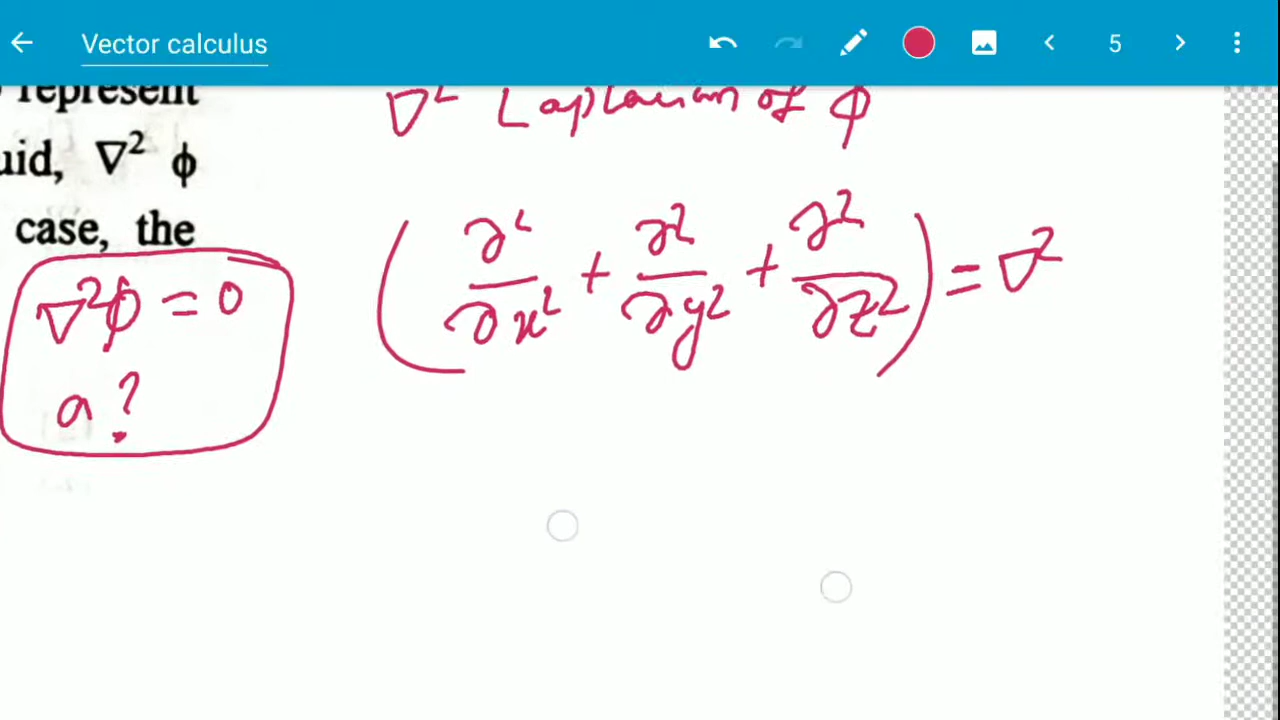 Vector calculus
5
represent
∇² Laplacian of ϕ
uid, ∇² ϕ
case, the
(∂²/∂x² + ∂²/∂y² + ∂²/∂z²) = ∇²
∇²ϕ = 0
a ?